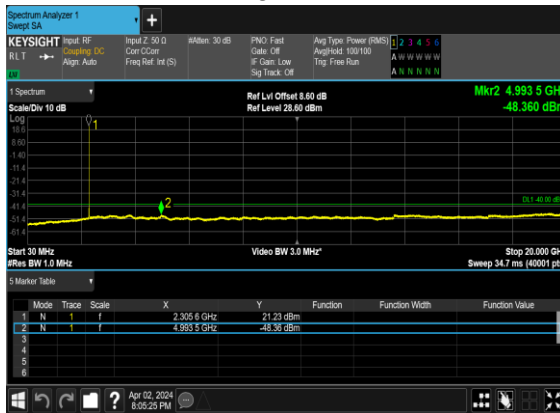 Spectrum Analyzer 1
Swept SA
+
KEYSIGHT Input: RF Input Z: 50 Ω #Atten: 30 dB PNO: Fast Avg Type: Power (RMS) 1 2 3 4 5 6
RLT Coupling: DC Corr CCorr Gate: Off Avg|Hold: 100/100 A W W W W W
Align: Auto Freq Ref: Int (S) IF Gain: Low Trig: Free Run
Sig Track: Off A N N N N N
1 Spectrum Ref Lvl Offset 8.60 dB Mkr2 4.993 5 GH
Scale/Div 10 dB Ref Level 28.60 dBm -48.360 dB
Log
18.6
8.60
-1.40
-11.4
-21.4
-31.4
-41.4
-51.4
-61.4
1
2
DL1 -40.00 dB
Start 30 MHz Video BW 3.0 MHz* Stop 20.000 GH
#Res BW 1.0 MHz Sweep 34.7 ms (40001 pt
5 Marker Table
Mode Trace Scale X Y Function Function Width Function Value
1 N 1 f 2.305 6 GHz 21.23 dBm
2 N 1 f 4.993 5 GHz -48.36 dBm
3
4
5
6
? Apr 02, 2024
8:05:25 PM